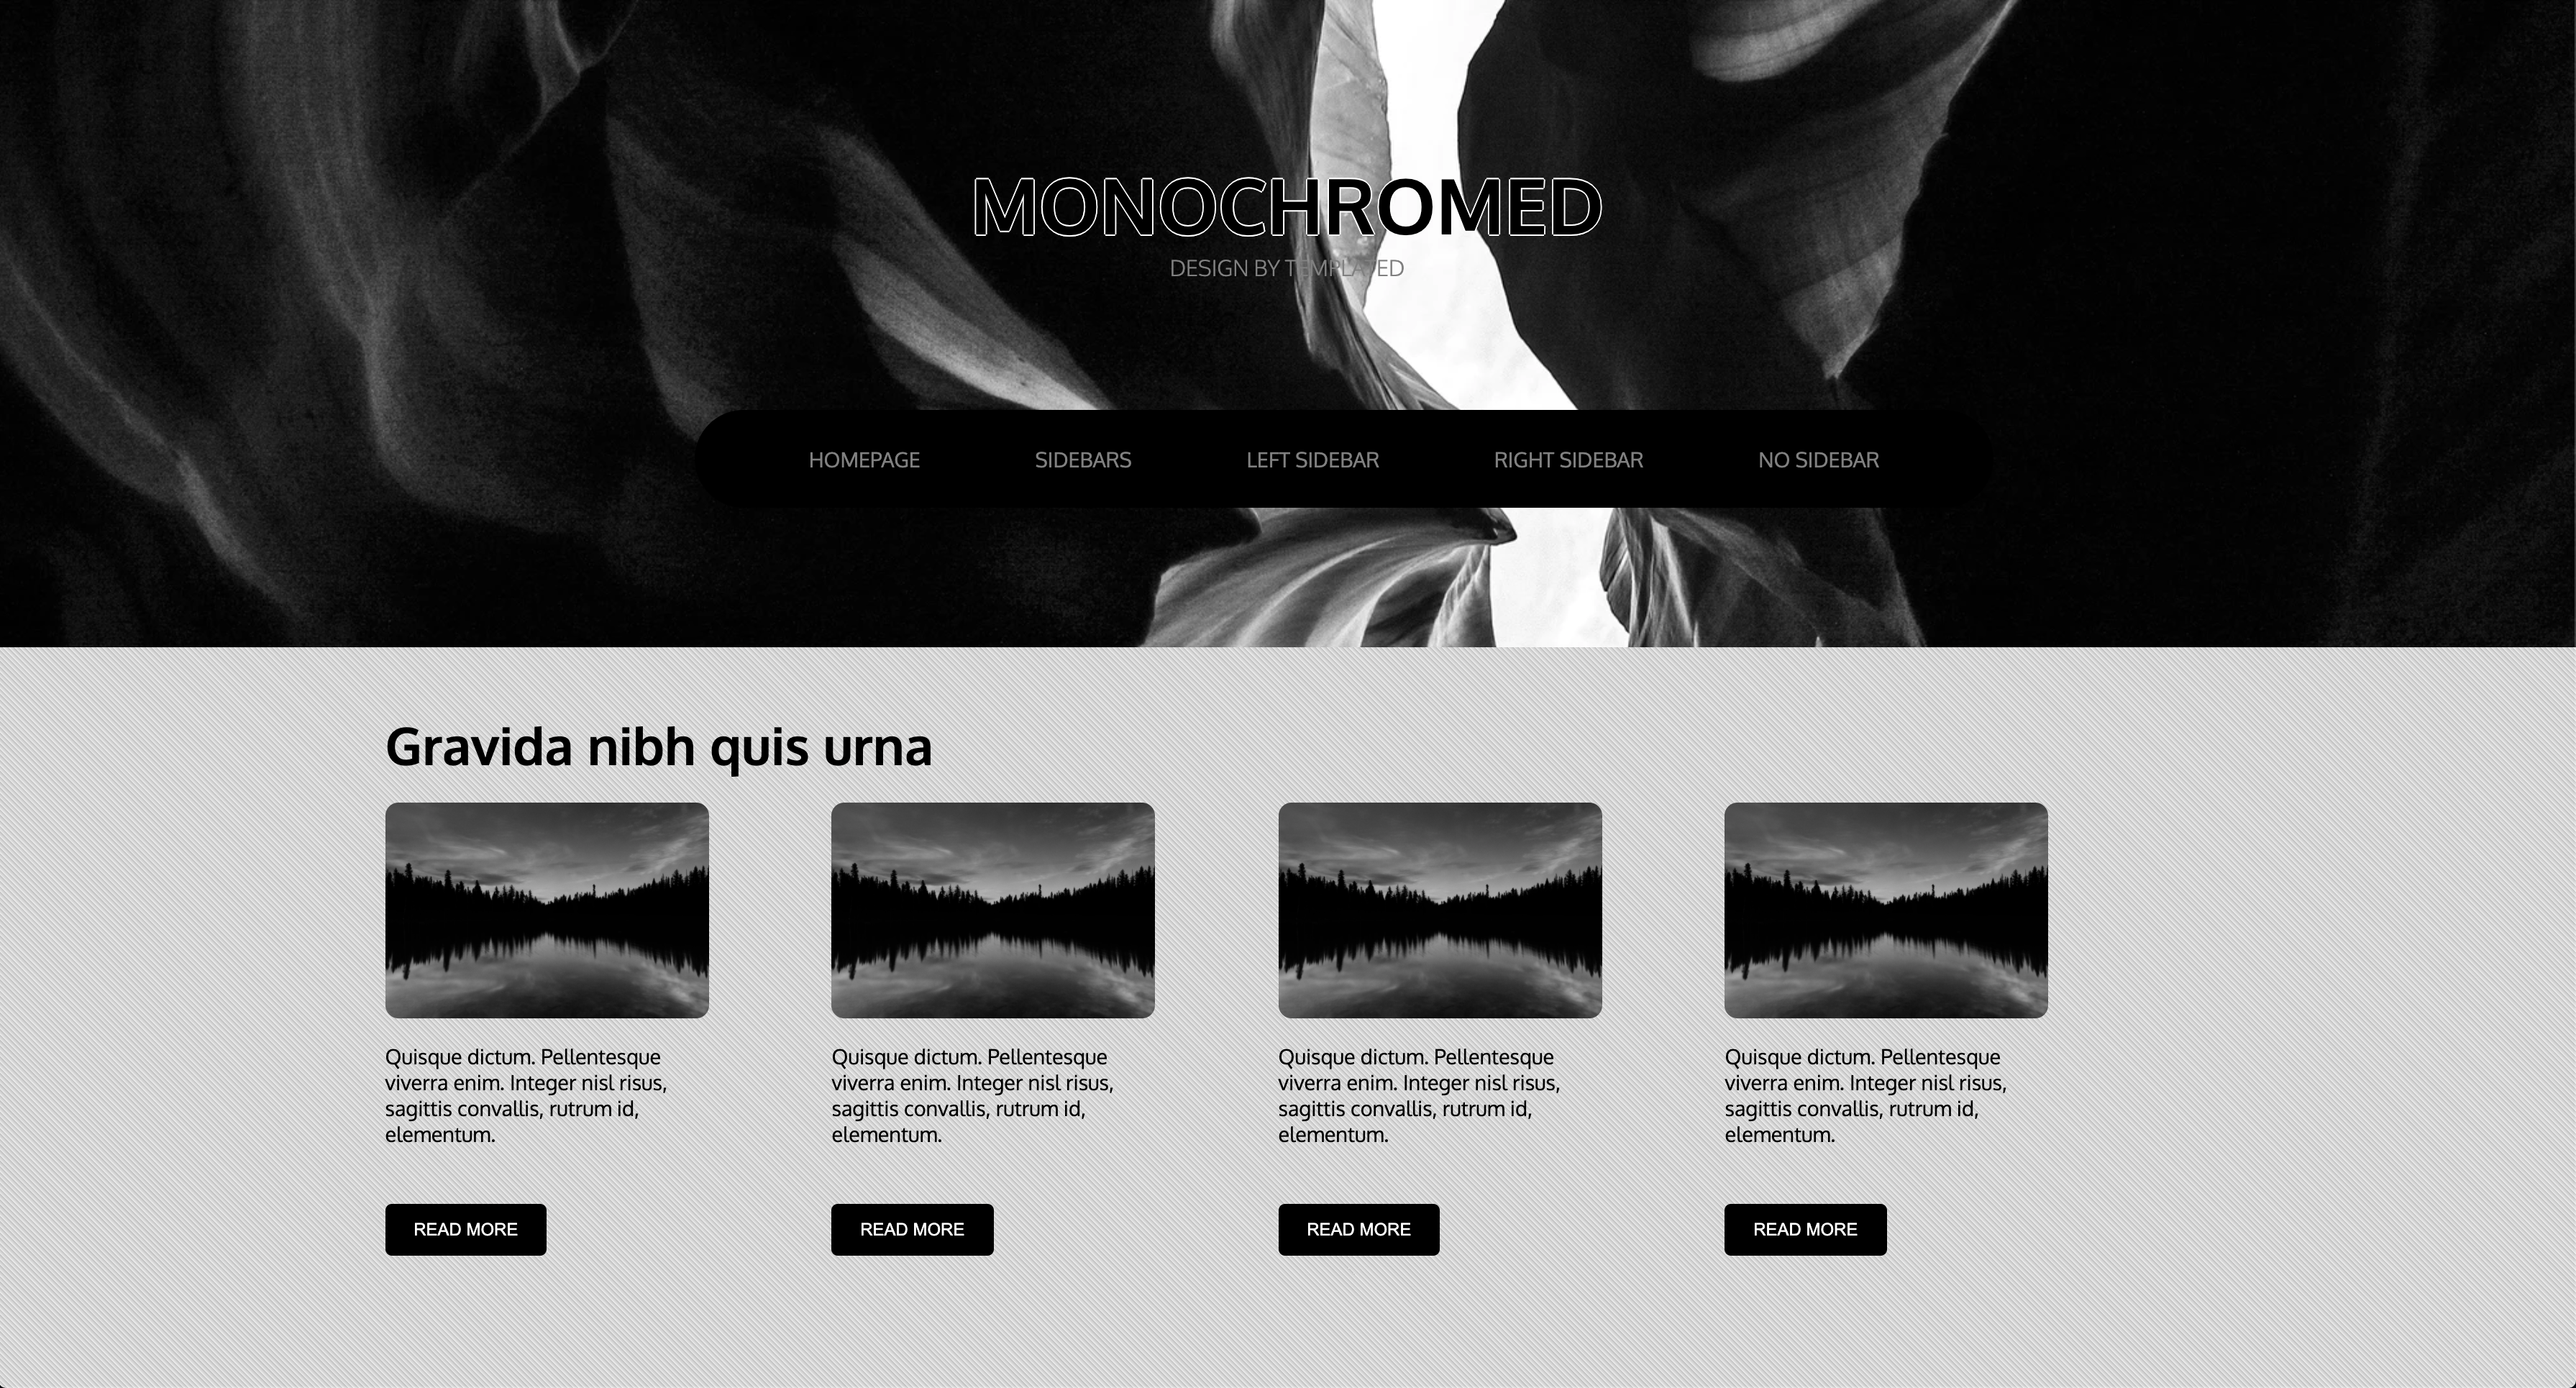 MONOCHROMED
DESIGN BY TEMPLATED
HOMEPAGE SIDEBARS LEFT SIDEBAR RIGHT SIDEBAR NO SIDEBAR
Gravida nibh quis urna
Quisque dictum. Pellentesque
viverra enim. Integer nisl risus,
sagittis convallis, rutrum id,
elementum.
READ MORE
Quisque dictum. Pellentesque
viverra enim. Integer nisl risus,
sagittis convallis, rutrum id,
elementum.
READ MORE
Quisque dictum. Pellentesque
viverra enim. Integer nisl risus,
sagittis convallis, rutrum id,
elementum.
READ MORE
Quisque dictum. Pellentesque
viverra enim. Integer nisl risus,
sagittis convallis, rutrum id,
elementum.
READ MORE